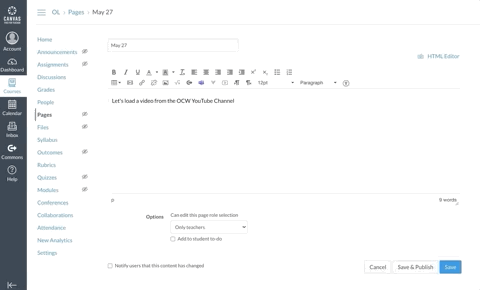 CANVAS
OL > Pages > May 27
Account
Dashboard
Courses
Calendar
Inbox
Commons
Help
Home
Announcements
Assignments
Discussions
Grades
People
Pages
Files
Syllabus
Outcomes
Rubrics
Quizzes
Modules
Conferences
Collaborations
Attendance
New Analytics
Settings
May 27
HTML Editor
B I U A A
12pt Paragraph
Let's load a video from the OCW YouTube Channel
p 9 words
Options Can edit this page role selection
Only teachers
Add to student to-do
Notify users that this content has changed
Cancel Save & Publish Save